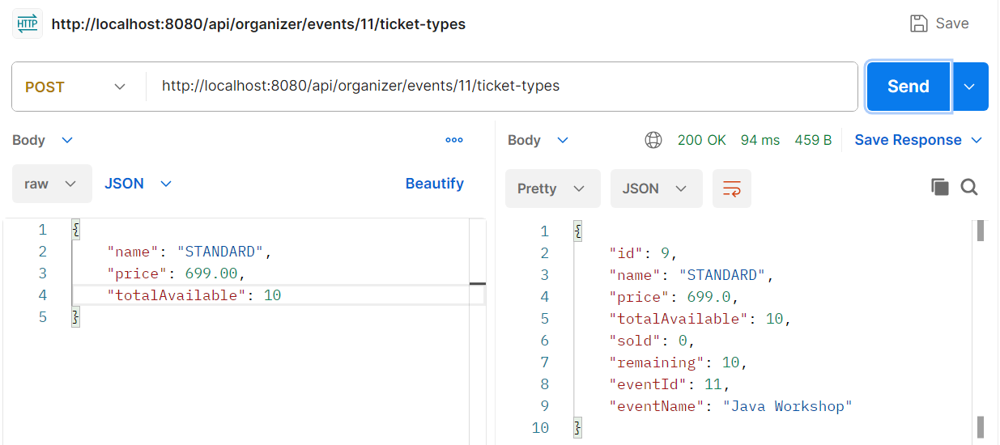 HTTP http://localhost:8080/api/organizer/events/11/ticket-types Save
POST http://localhost:8080/api/organizer/events/11/ticket-types Send
Body Body 200 OK 94 ms 459 B Save Response
raw JSON Beautify Pretty JSON
1 {
2 "name": "STANDARD",
3 "price": 699.00,
4 "totalAvailable": 10
5 }
1 {
2 "id": 9,
3 "name": "STANDARD",
4 "price": 699.0,
5 "totalAvailable": 10,
6 "sold": 0,
7 "remaining": 10,
8 "eventId": 11,
9 "eventName": "Java Workshop"
10 }